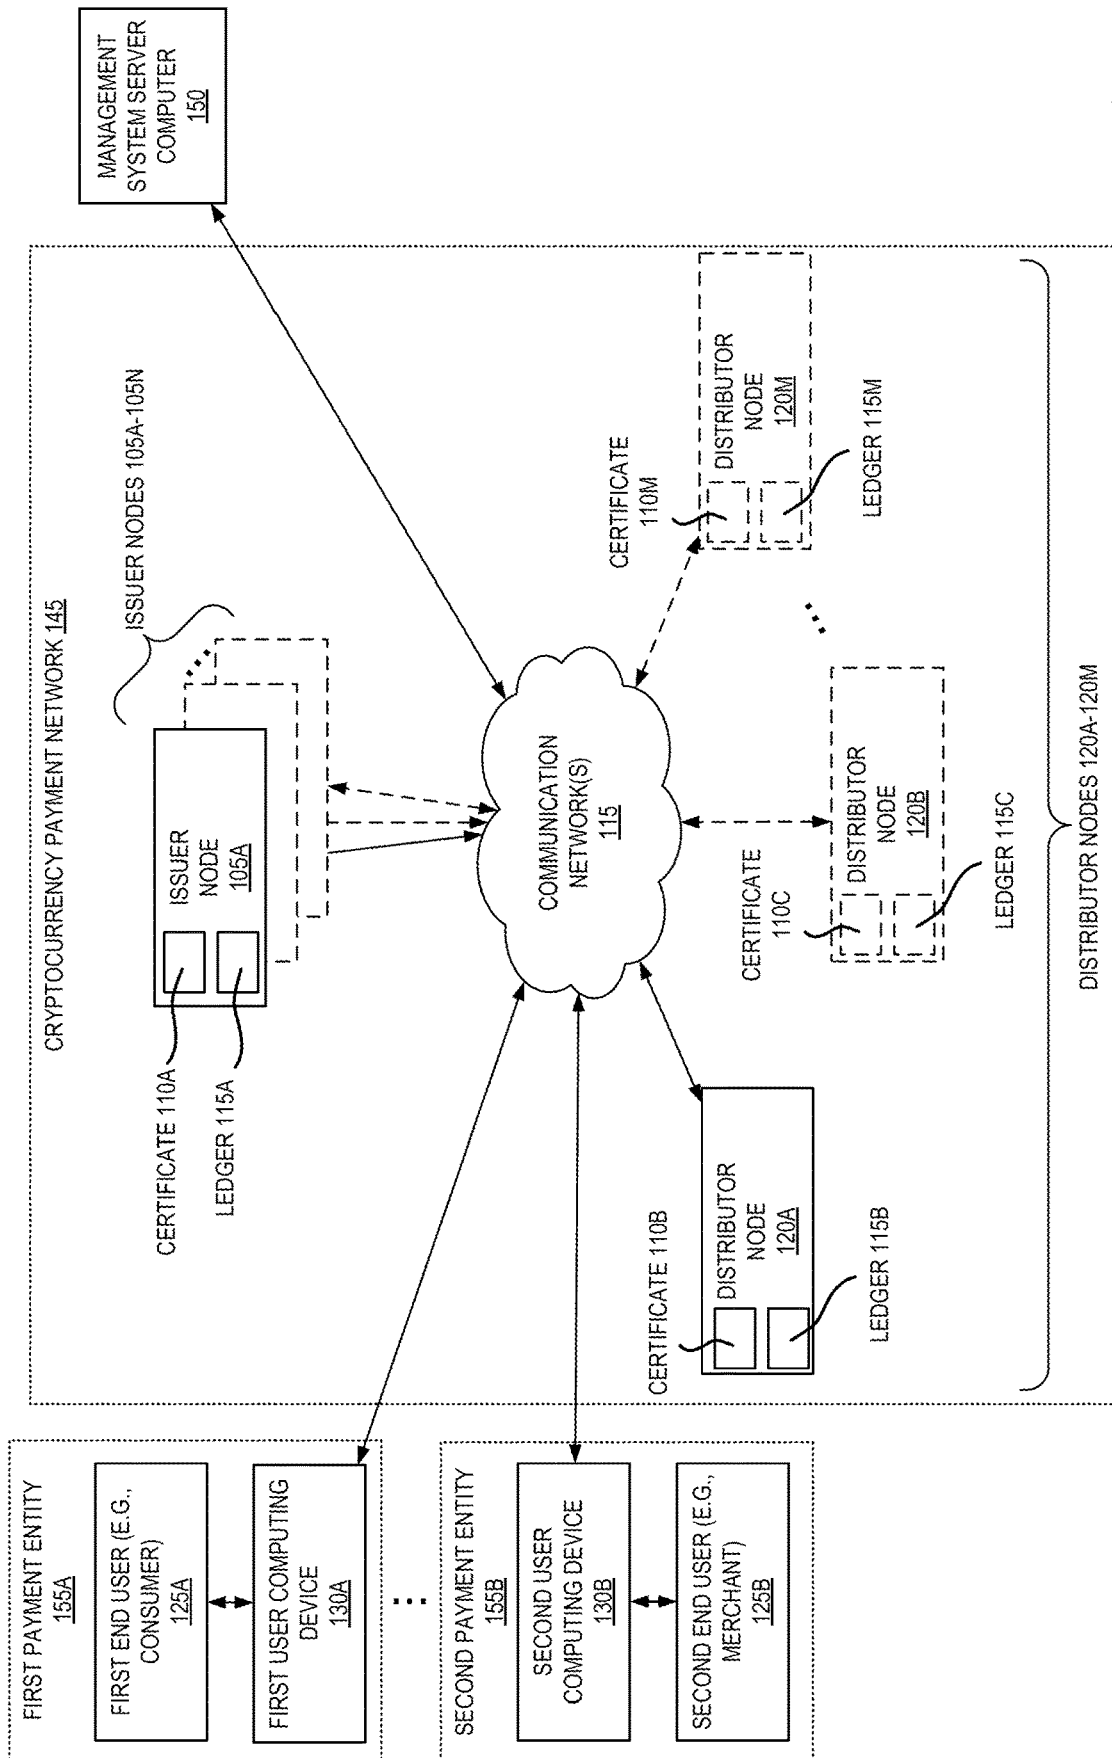 FIRST PAYMENT ENTITY
155A
FIRST END USER (E.G.,
CONSUMER)
125A
FIRST USER COMPUTING
DEVICE
130A
SECOND PAYMENT ENTITY
155B
SECOND USER
COMPUTING DEVICE
130B
SECOND END USER (E.G.,
MERCHANT)
125B
CRYPTOCURRENCY PAYMENT NETWORK 145
ISSUER NODES 105A-105N
ISSUER
NODE
105A
CERTIFICATE 110A
LEDGER 115A
COMMUNICATION
NETWORK(S)
115
CERTIFICATE 110B
DISTRIBUTOR
NODE
120A
LEDGER 115B
CERTIFICATE
110C
DISTRIBUTOR
NODE
120B
LEDGER 115C
CERTIFICATE
110M
DISTRIBUTOR
NODE
120M
LEDGER 115M
DISTRIBUTOR NODES 120A-120M
MANAGEMENT
SYSTEM SERVER
COMPUTER
150